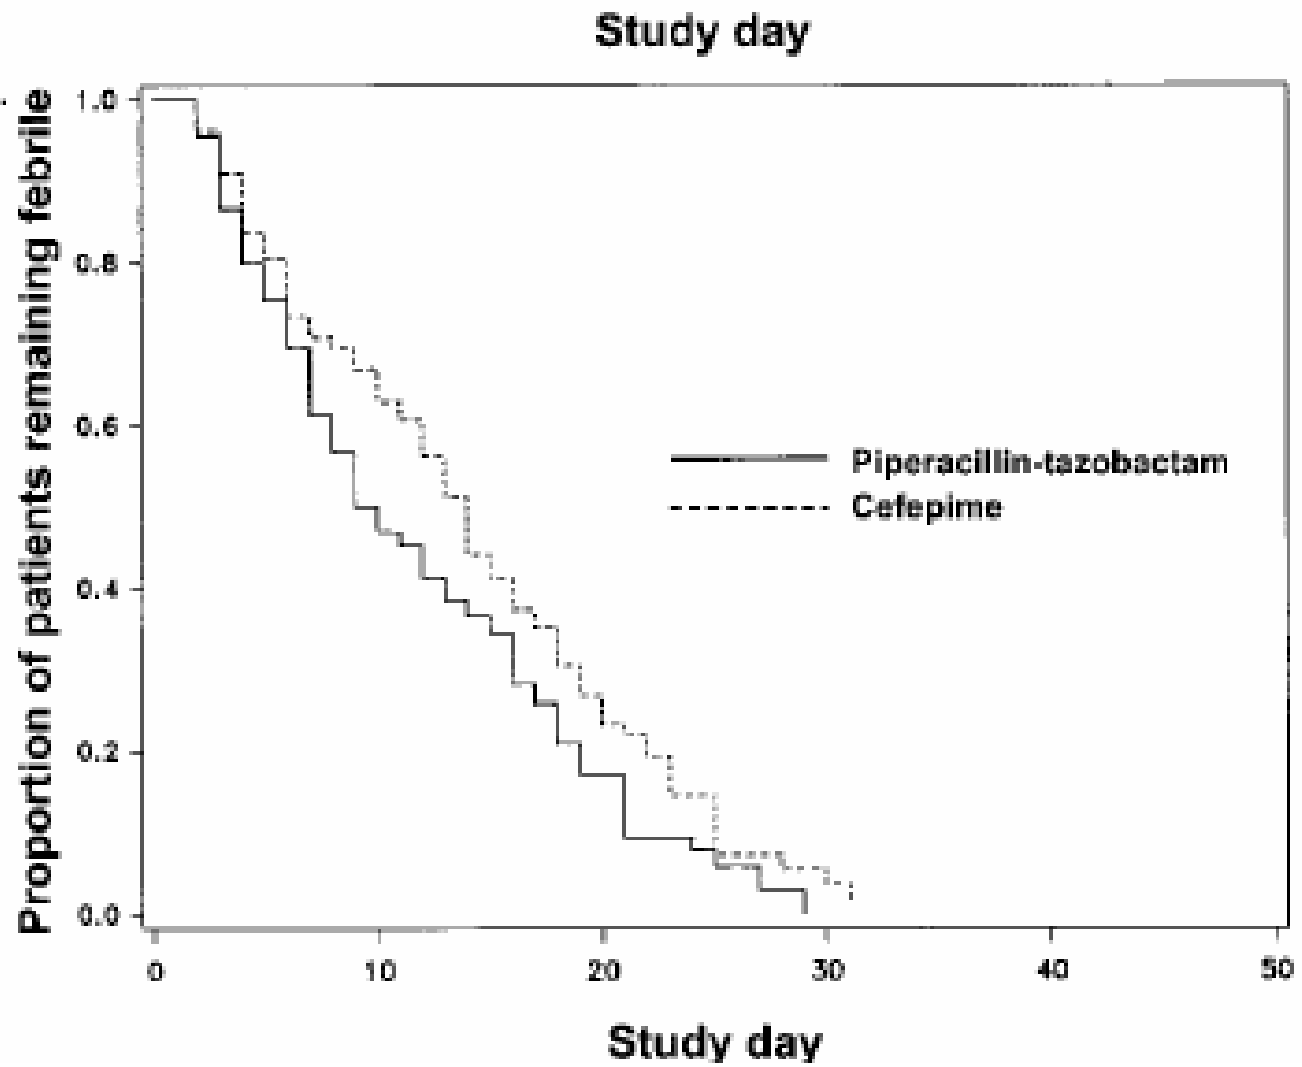 Study day
Proportion of patients remaining febrile
1.0
0.8
0.6
0.4
0.2
0.0
Piperacillin-tazobactam
Cefepime
0 10 20 30 40 50
Study day